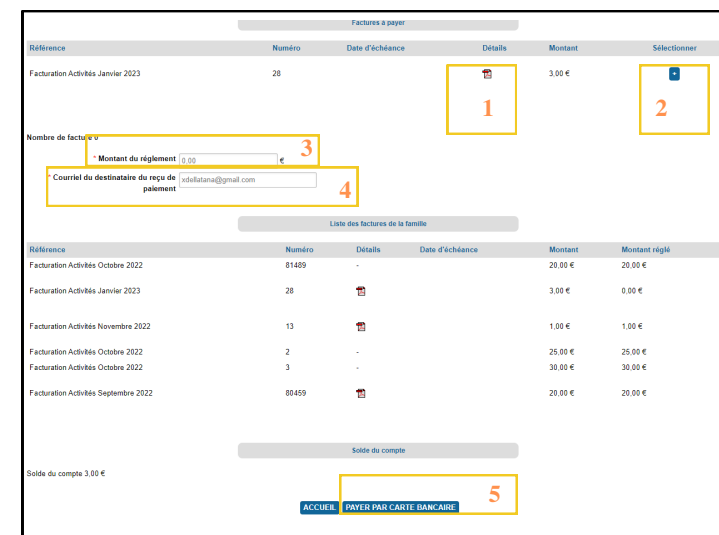 Factures à payer
Référence Numéro Date d'échéance Détails Montant Sélectionner
Facturation Activités Janvier 2023 28 3,00 € +
1 2
Nombre de facture 0
3
* Montant du réglement 0,00 €
* Courriel du destinataire du reçu de paiement xdellatana@gmail.com
4
Liste des factures de la famille
Référence Numéro Détails Date d'échéance Montant Montant réglé
Facturation Activités Octobre 2022 81489 - 20,00 € 20,00 €
Facturation Activités Janvier 2023 28 3,00 € 0,00 €
Facturation Activités Novembre 2022 13 1,00 € 1,00 €
Facturation Activités Octobre 2022 2 - 25,00 € 25,00 €
Facturation Activités Octobre 2022 3 - 30,00 € 30,00 €
Facturation Activités Septembre 2022 80459 20,00 € 20,00 €
Solde du compte
Solde du compte 3,00 €
5
ACCUEIL PAYER PAR CARTE BANCAIRE